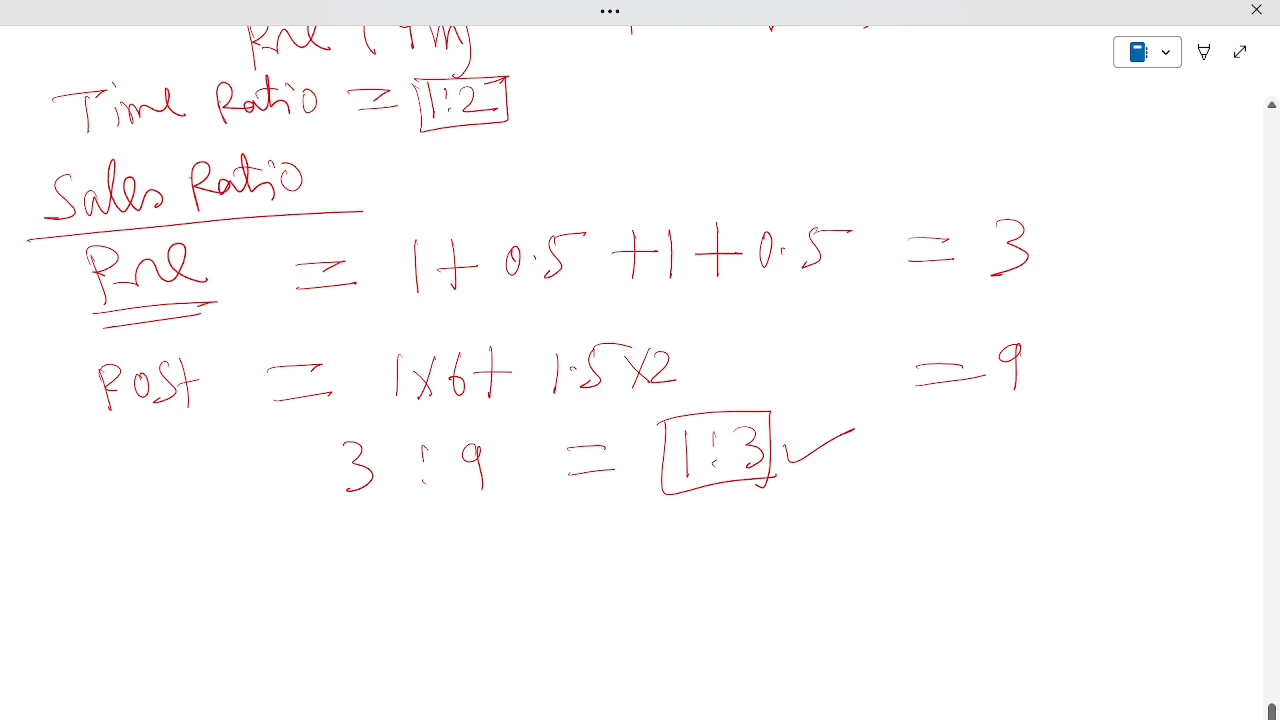 Time Ratio = 1:2
Sales Ratio
Pre = 1 + 0.5 + 1 + 0.5 = 3
Post = 1x6 + 1.5x2 = 9
3 : 9 = 1:3 ✓